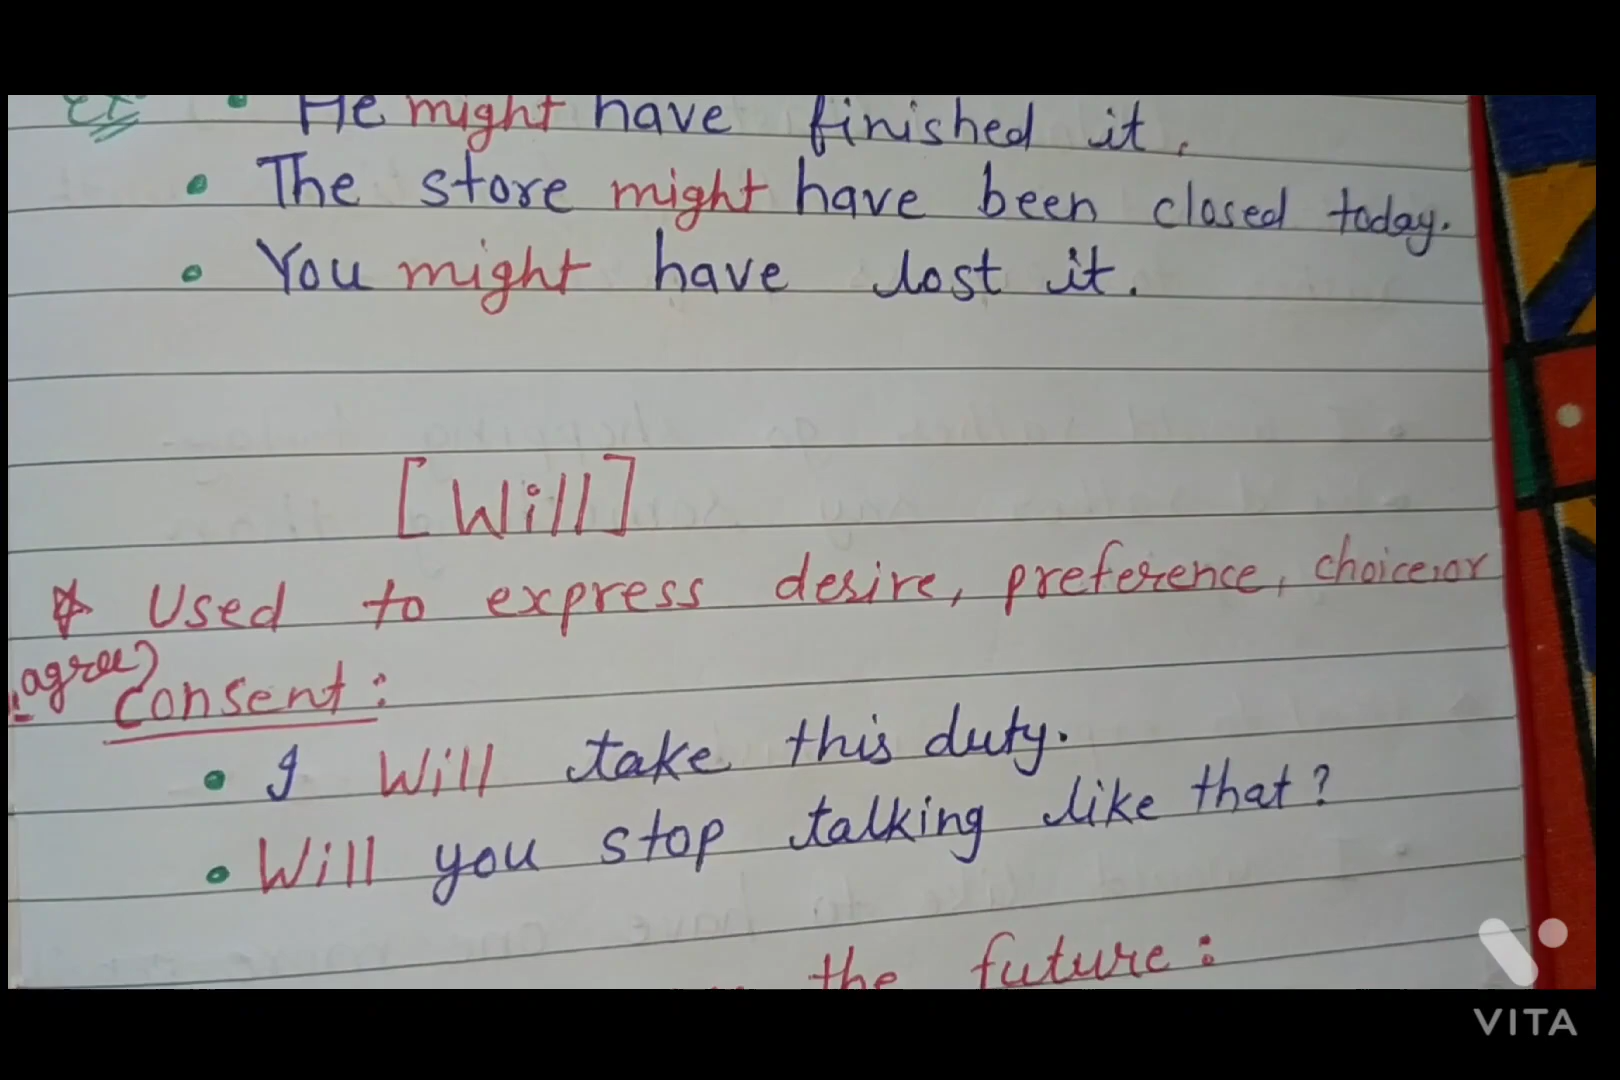 Ex: • He might have finished it.
• The store might have been closed today.
• You might have lost it.
[Will]
Used to express desire, preference, choice, or
(agree)
Consent:
• I Will take this duty.
• Will you stop talking like that?
the future:
VITA